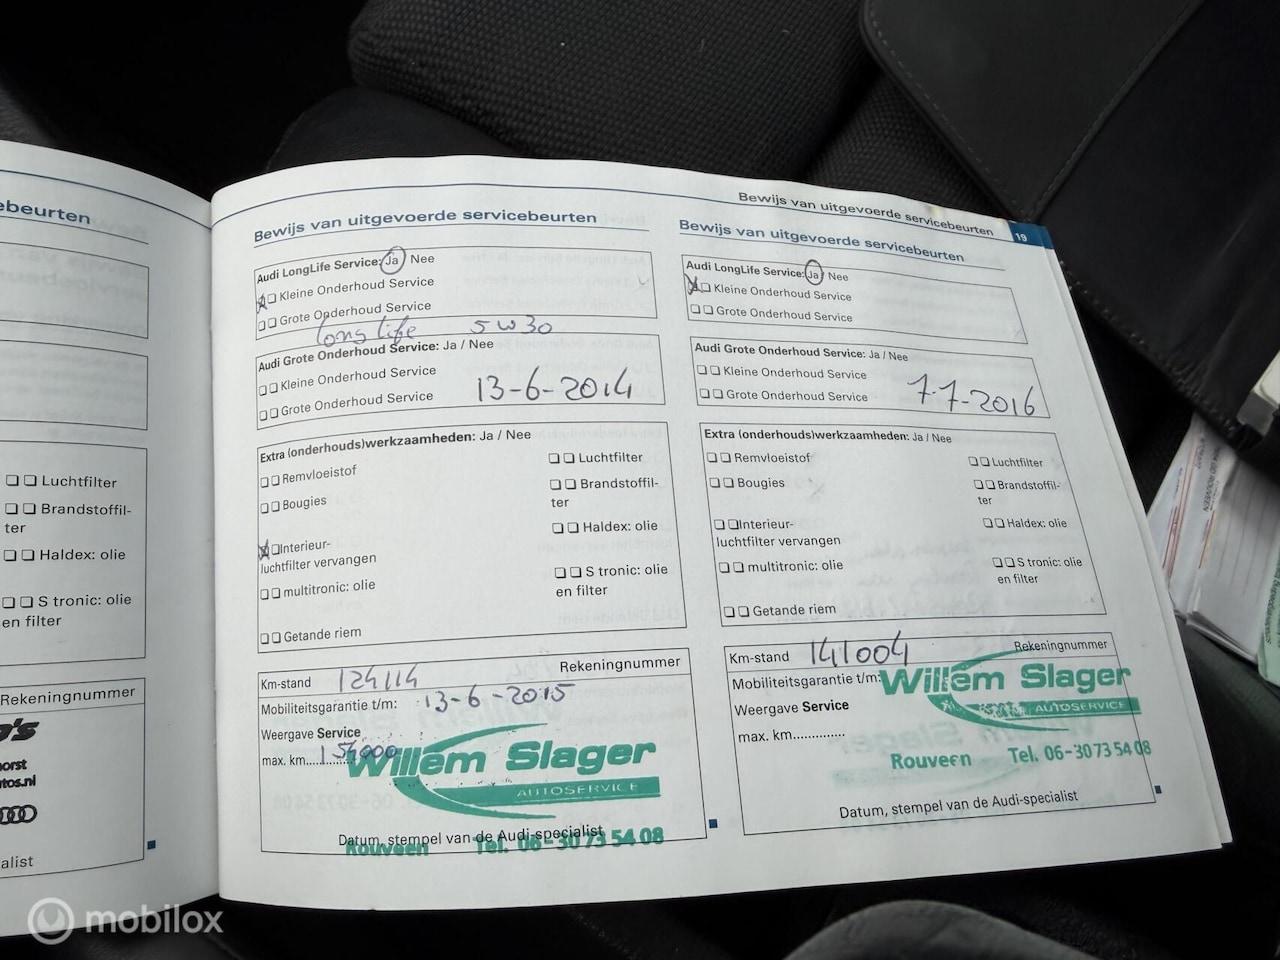 ebeurten
Luchtfilter
Brandstoffil-
ter
Haldex: olie
S tronic: olie
en filter
Rekeningnummer
alist
Bewijs van uitgevoerde servicebeurten
Audi LongLife Service: Ja / Nee
Kleine Onderhoud Service
Grote Onderhoud Service
long life 5W30
Audi Grote Onderhoud Service: Ja / Nee
Kleine Onderhoud Service
Grote Onderhoud Service
13-6-2014
Extra (onderhouds)werkzaamheden: Ja / Nee
Remvloeistof
Luchtfilter
Bougies
Brandstoffil-
ter
Interieur-
luchtfilter vervangen
Haldex: olie
multitronic: olie
S tronic: olie
en filter
Getande riem
Km-stand 124114
Rekeningnummer
Mobiliteitsgarantie t/m: 13-6-2015
Weergave Service
max. km.
Willem Slager
AUTOSERVICE
Datum, stempel van de Audi-specialist
Rouveen Tel. 06-30 73 54 08
Bewijs van uitgevoerde servicebeurten 19
Bewijs van uitgevoerde servicebeurten
Audi LongLife Service: Ja / Nee
Kleine Onderhoud Service
Grote Onderhoud Service
Audi Grote Onderhoud Service: Ja / Nee
Kleine Onderhoud Service
Grote Onderhoud Service
7-7-2016
Extra (onderhouds)werkzaamheden: Ja / Nee
Remvloeistof
Luchtfilter
Bougies
Brandstoffil-
ter
Interieur-
luchtfilter vervangen
Haldex: olie
multitronic: olie
S tronic: olie
en filter
Getande riem
Km-stand 141004
Rekeningnummer
Mobiliteitsgarantie t/m:
Willem Slager
AUTOSERVICE
Weergave Service
max. km..............
Rouveen Tel. 06-30 73 54 08
Datum, stempel van de Audi-specialist
mobilox